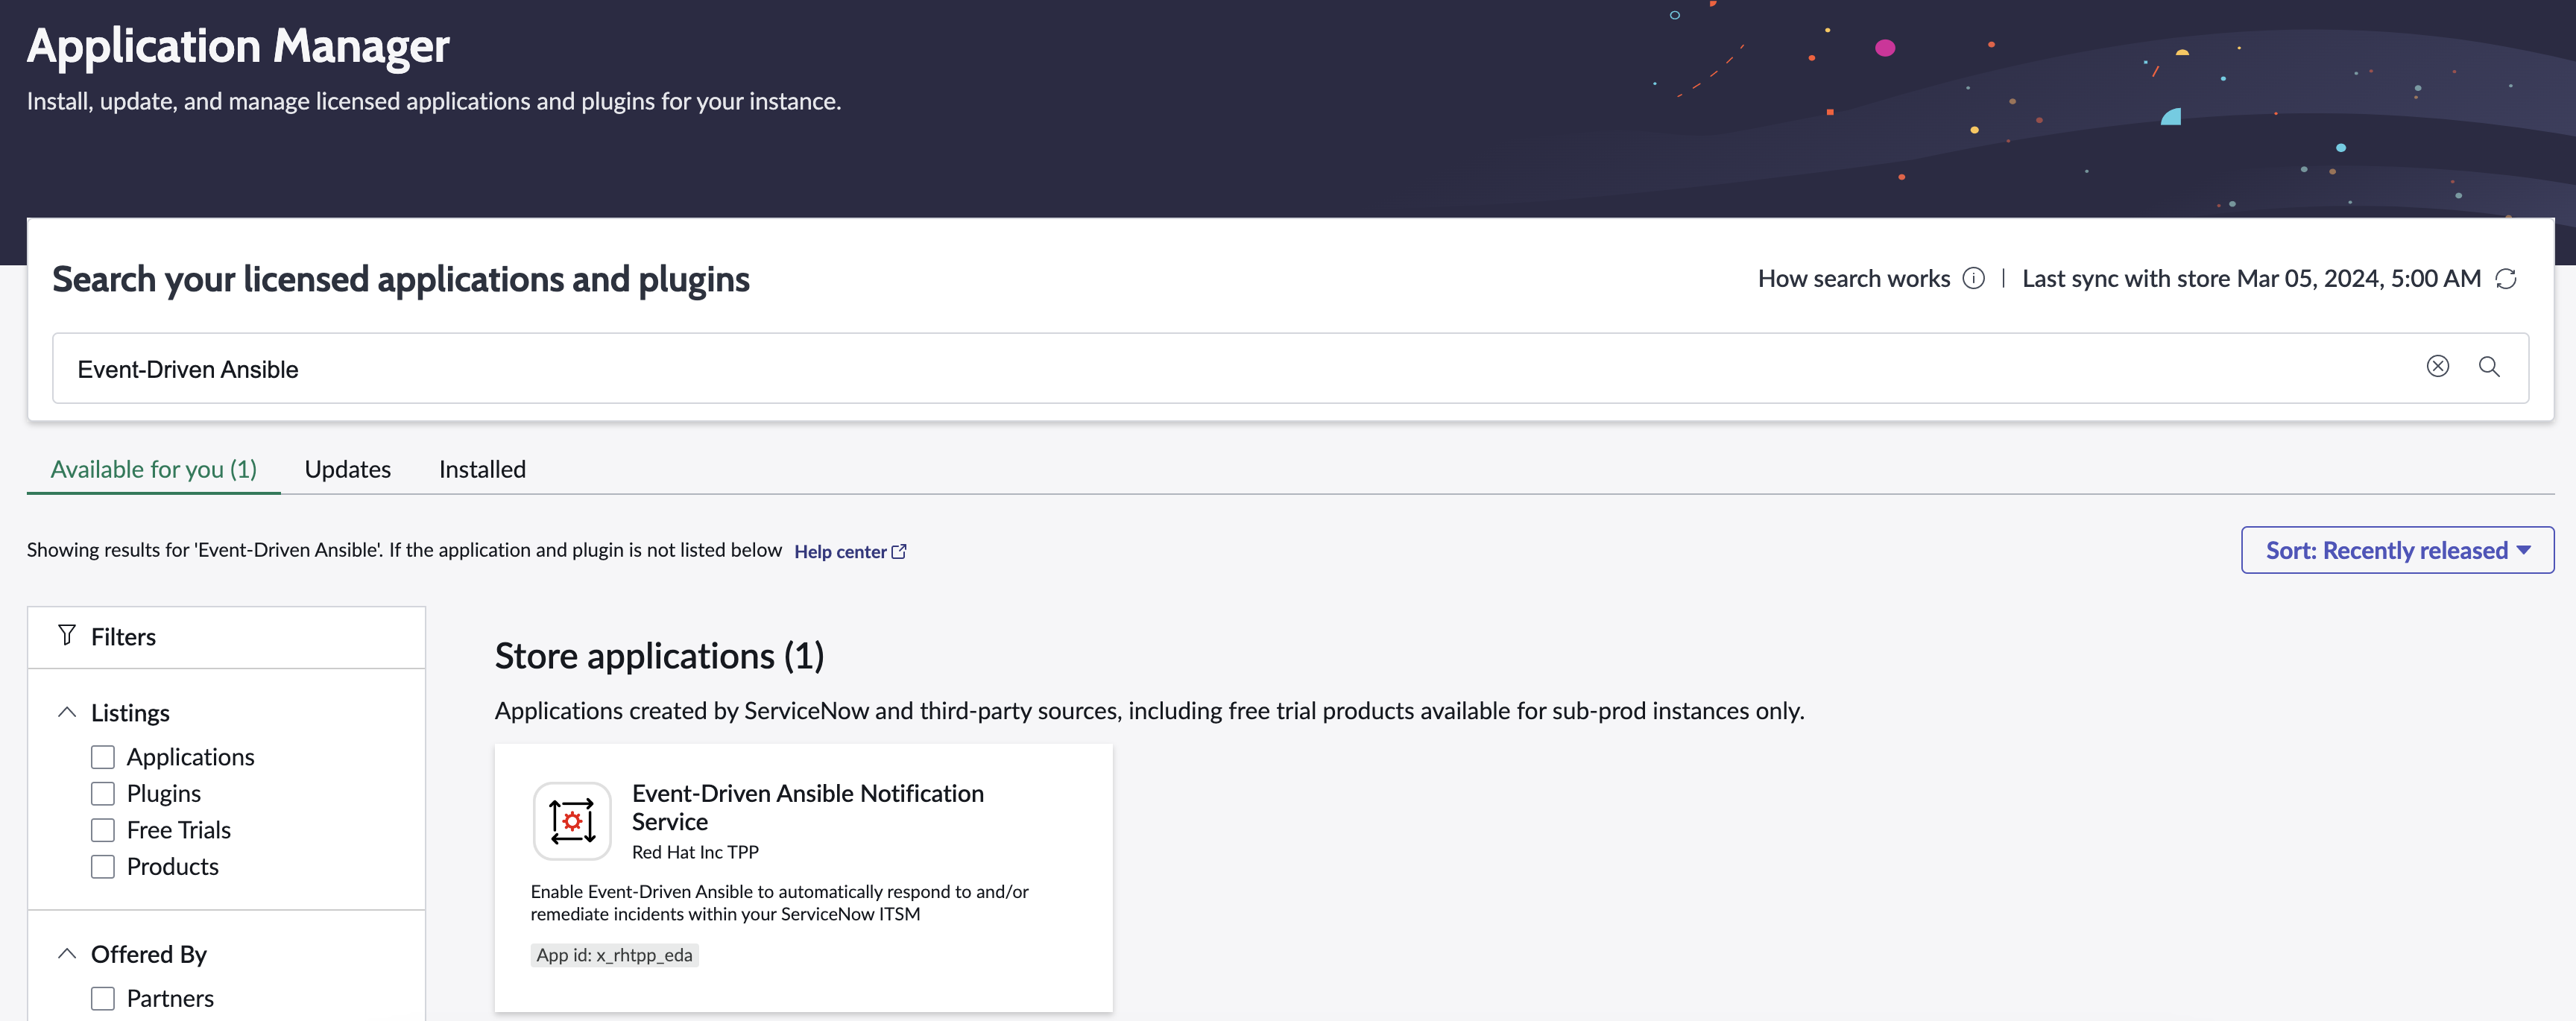 Application Manager
Install, update, and manage licensed applications and plugins for your instance.
Search your licensed applications and plugins
How search works | Last sync with store Mar 05, 2024, 5:00 AM
Event-Driven Ansible
Available for you (1) Updates Installed
Showing results for 'Event-Driven Ansible'. If the application and plugin is not listed below Help center
Sort: Recently released
Filters
Listings
Applications
Plugins
Free Trials
Products
Offered By
Partners
Store applications (1)
Applications created by ServiceNow and third-party sources, including free trial products available for sub-prod instances only.
Event-Driven Ansible Notification
Service
Red Hat Inc TPP
Enable Event-Driven Ansible to automatically respond to and/or
remediate incidents within your ServiceNow ITSM
App id: x_rhtpp_eda